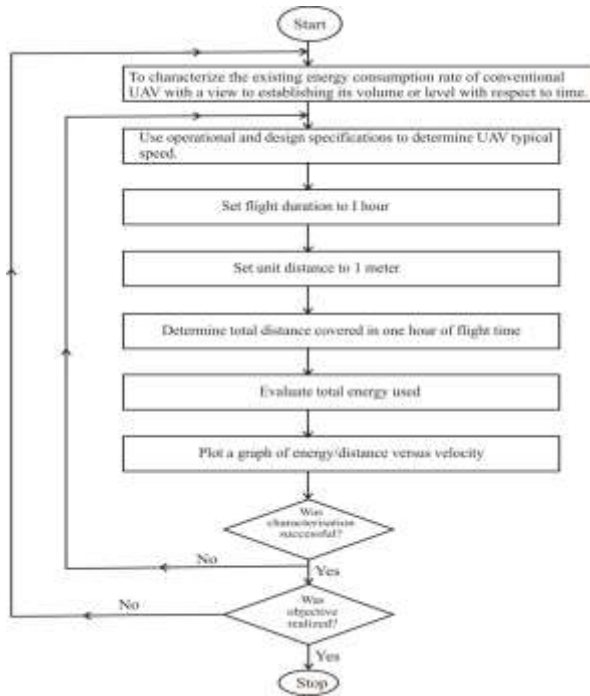 Start
To characterize the existing energy consumption rate of conventional
UAV with a view to establishing its volume or level with respect to time.
Use operational and design specifications to determine UAV typical
speed.
Set flight duration to 1 hour
Set unit distance to 1 meter
Determine total distance covered in one hour of flight time
Evaluate total energy used
Plot a graph of energy/distance versus velocity
Was
characterisation
successful?
No
Yes
Was
objective
realized?
No
Yes
Stop